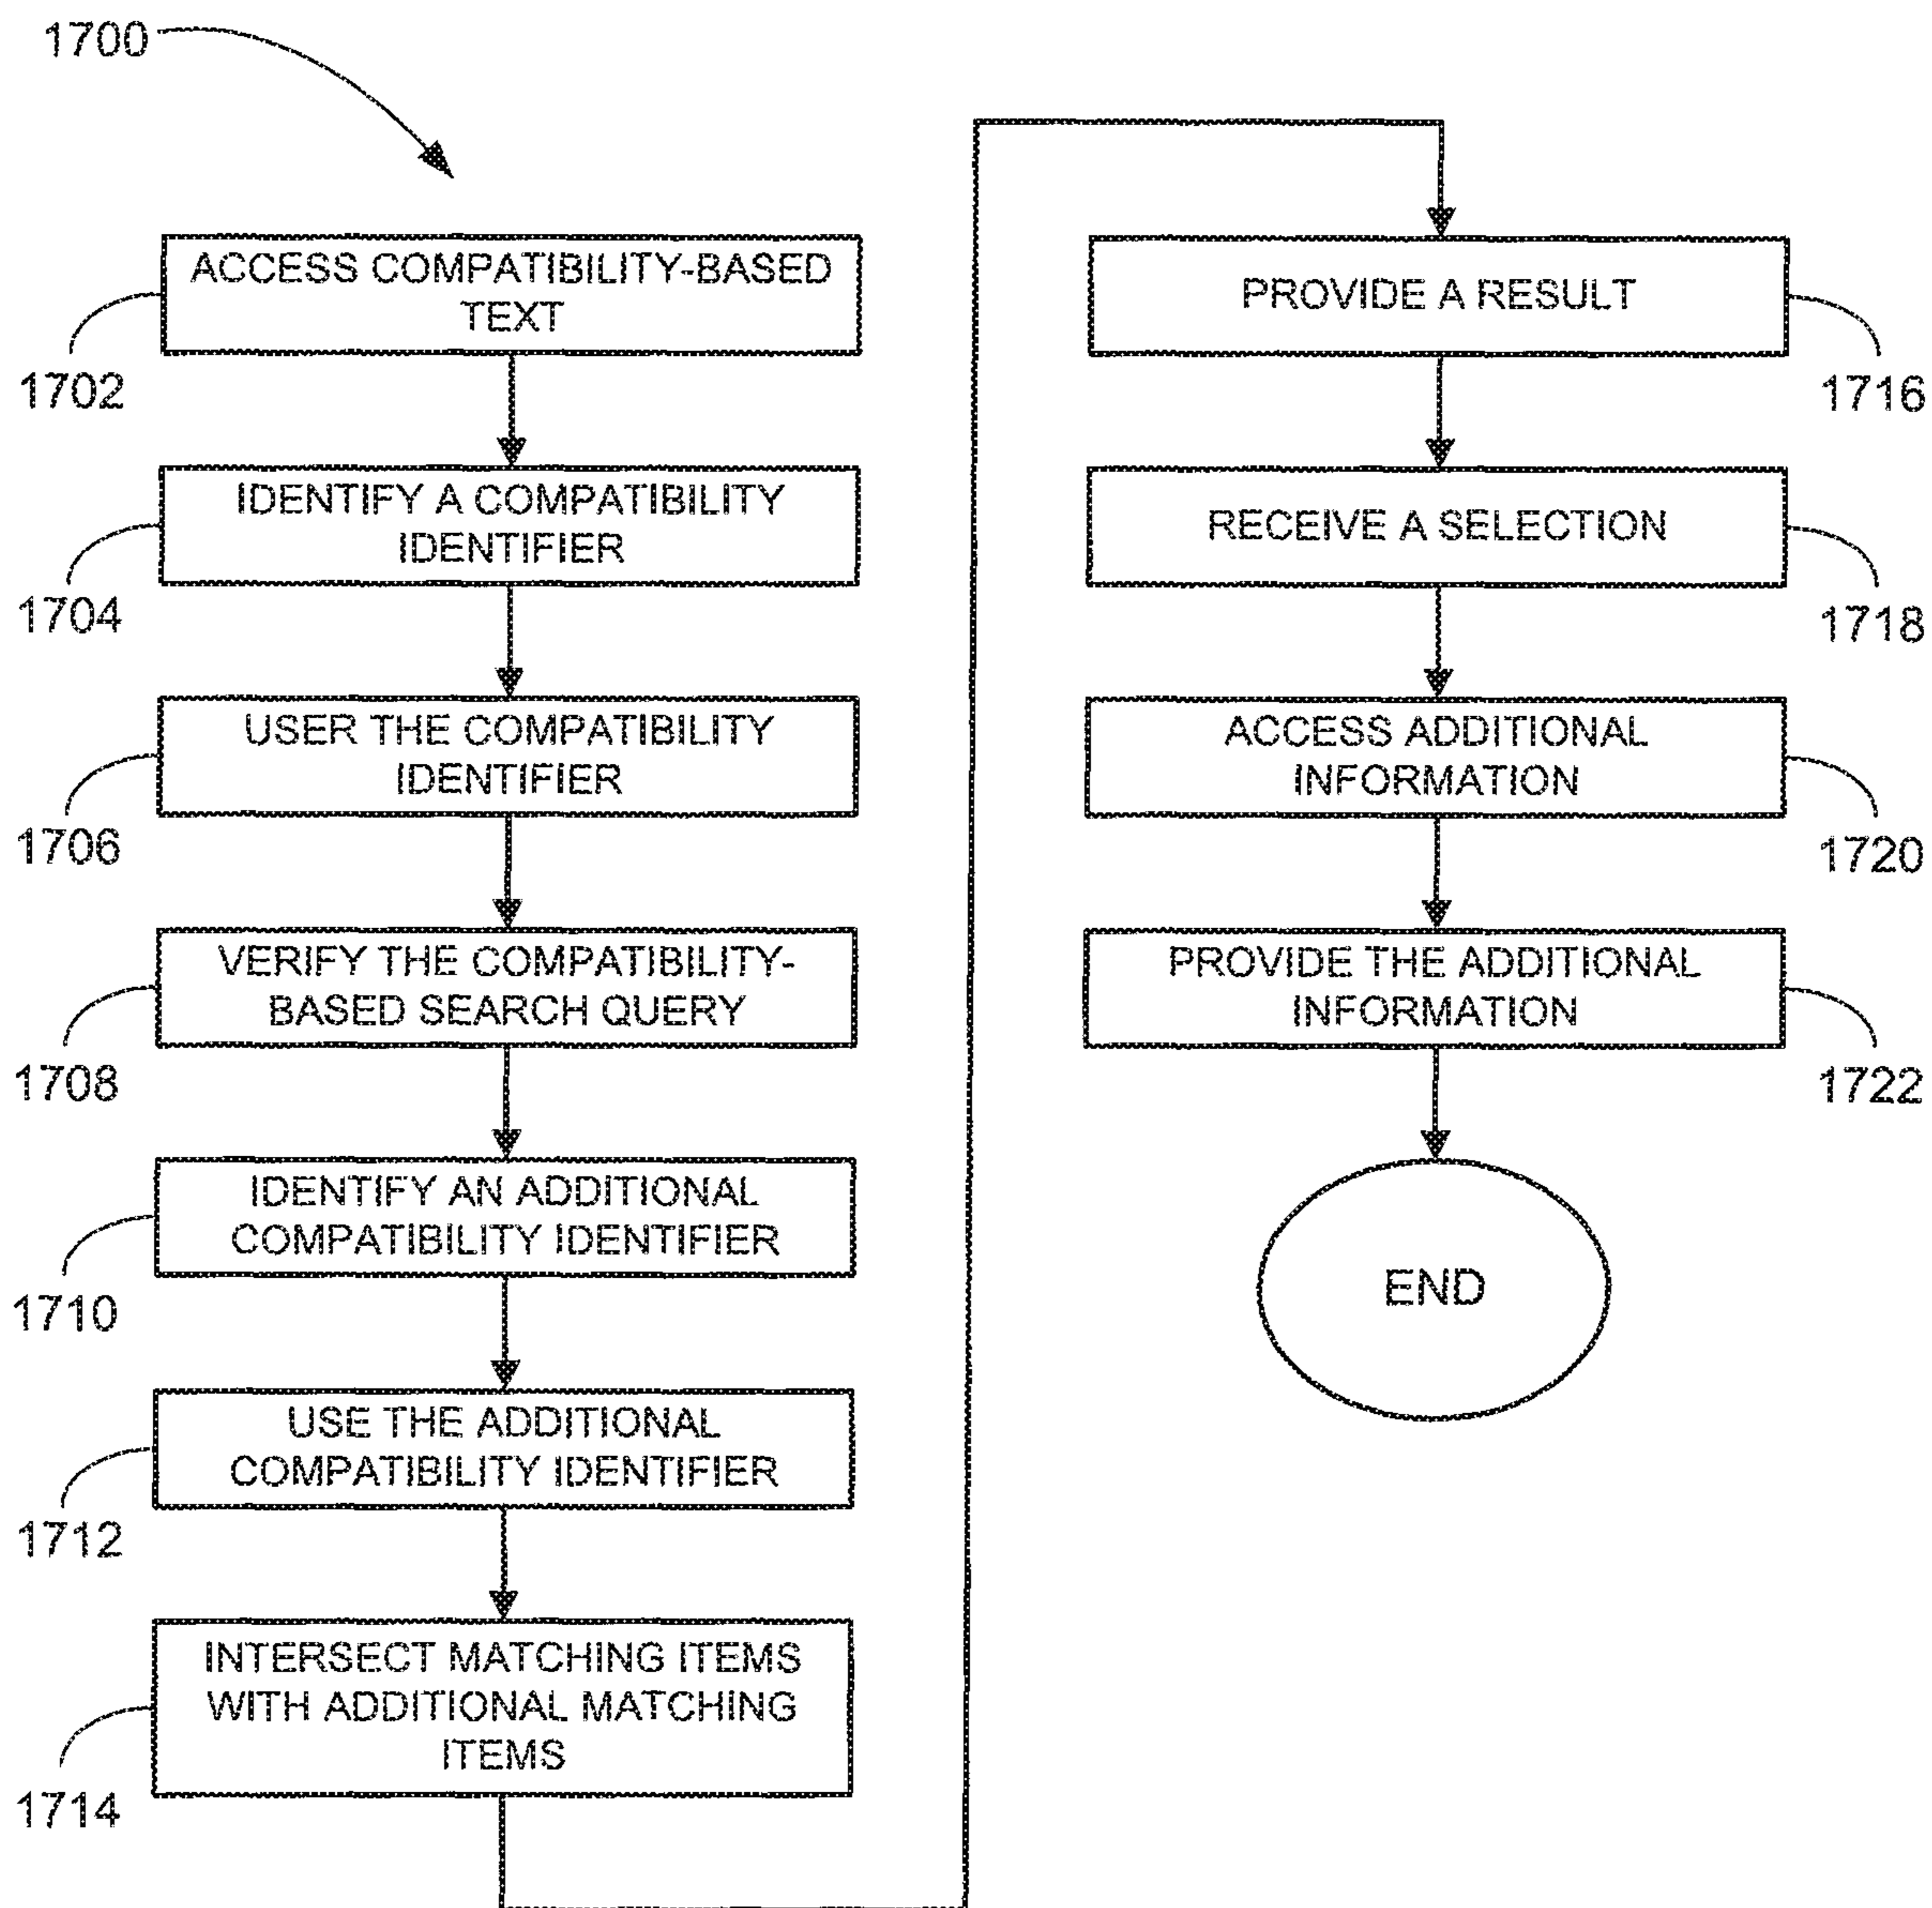 1700
ACCESS COMPATIBILITY-BASED
TEXT
1702
IDENTIFY A COMPATIBILITY
IDENTIFIER
1704
USER THE COMPATIBILITY
IDENTIFIER
1706
VERIFY THE COMPATIBILITY-
BASED SEARCH QUERY
1708
IDENTIFY AN ADDITIONAL
COMPATIBILITY IDENTIFIER
1710
USE THE ADDITIONAL
COMPATIBILITY IDENTIFIER
1712
INTERSECT MATCHING ITEMS
WITH ADDITIONAL MATCHING
ITEMS
1714
PROVIDE A RESULT
1716
RECEIVE A SELECTION
1718
ACCESS ADDITIONAL
INFORMATION
1720
PROVIDE THE ADDITIONAL
INFORMATION
1722
END